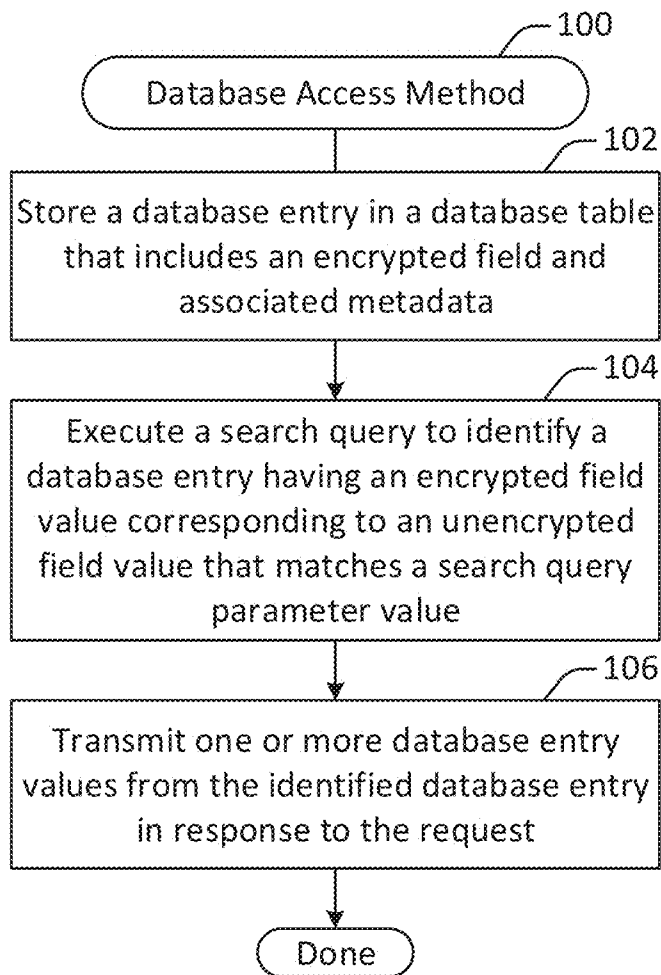 100
Database Access Method
102
Store a database entry in a database table
that includes an encrypted field and
associated metadata
104
Execute a search query to identify a
database entry having an encrypted field
value corresponding to an unencrypted
field value that matches a search query
parameter value
106
Transmit one or more database entry
values from the identified database entry
in response to the request
Done